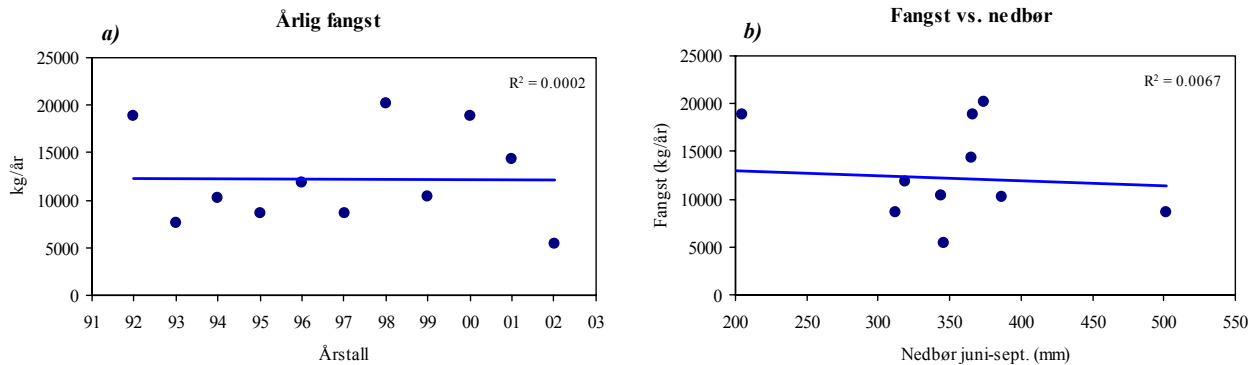 Årlig fangst
a)
R² = 0.0002
25000
20000
15000
10000
5000
0
kg/år
91 92 93 94 95 96 97 98 99 00 01 02 03
Årstall
Fangst vs. nedbør
b)
R² = 0.0067
25000
20000
15000
10000
5000
0
Fangst (kg/år)
200 250 300 350 400 450 500 550
Nedbør juni-sept. (mm)